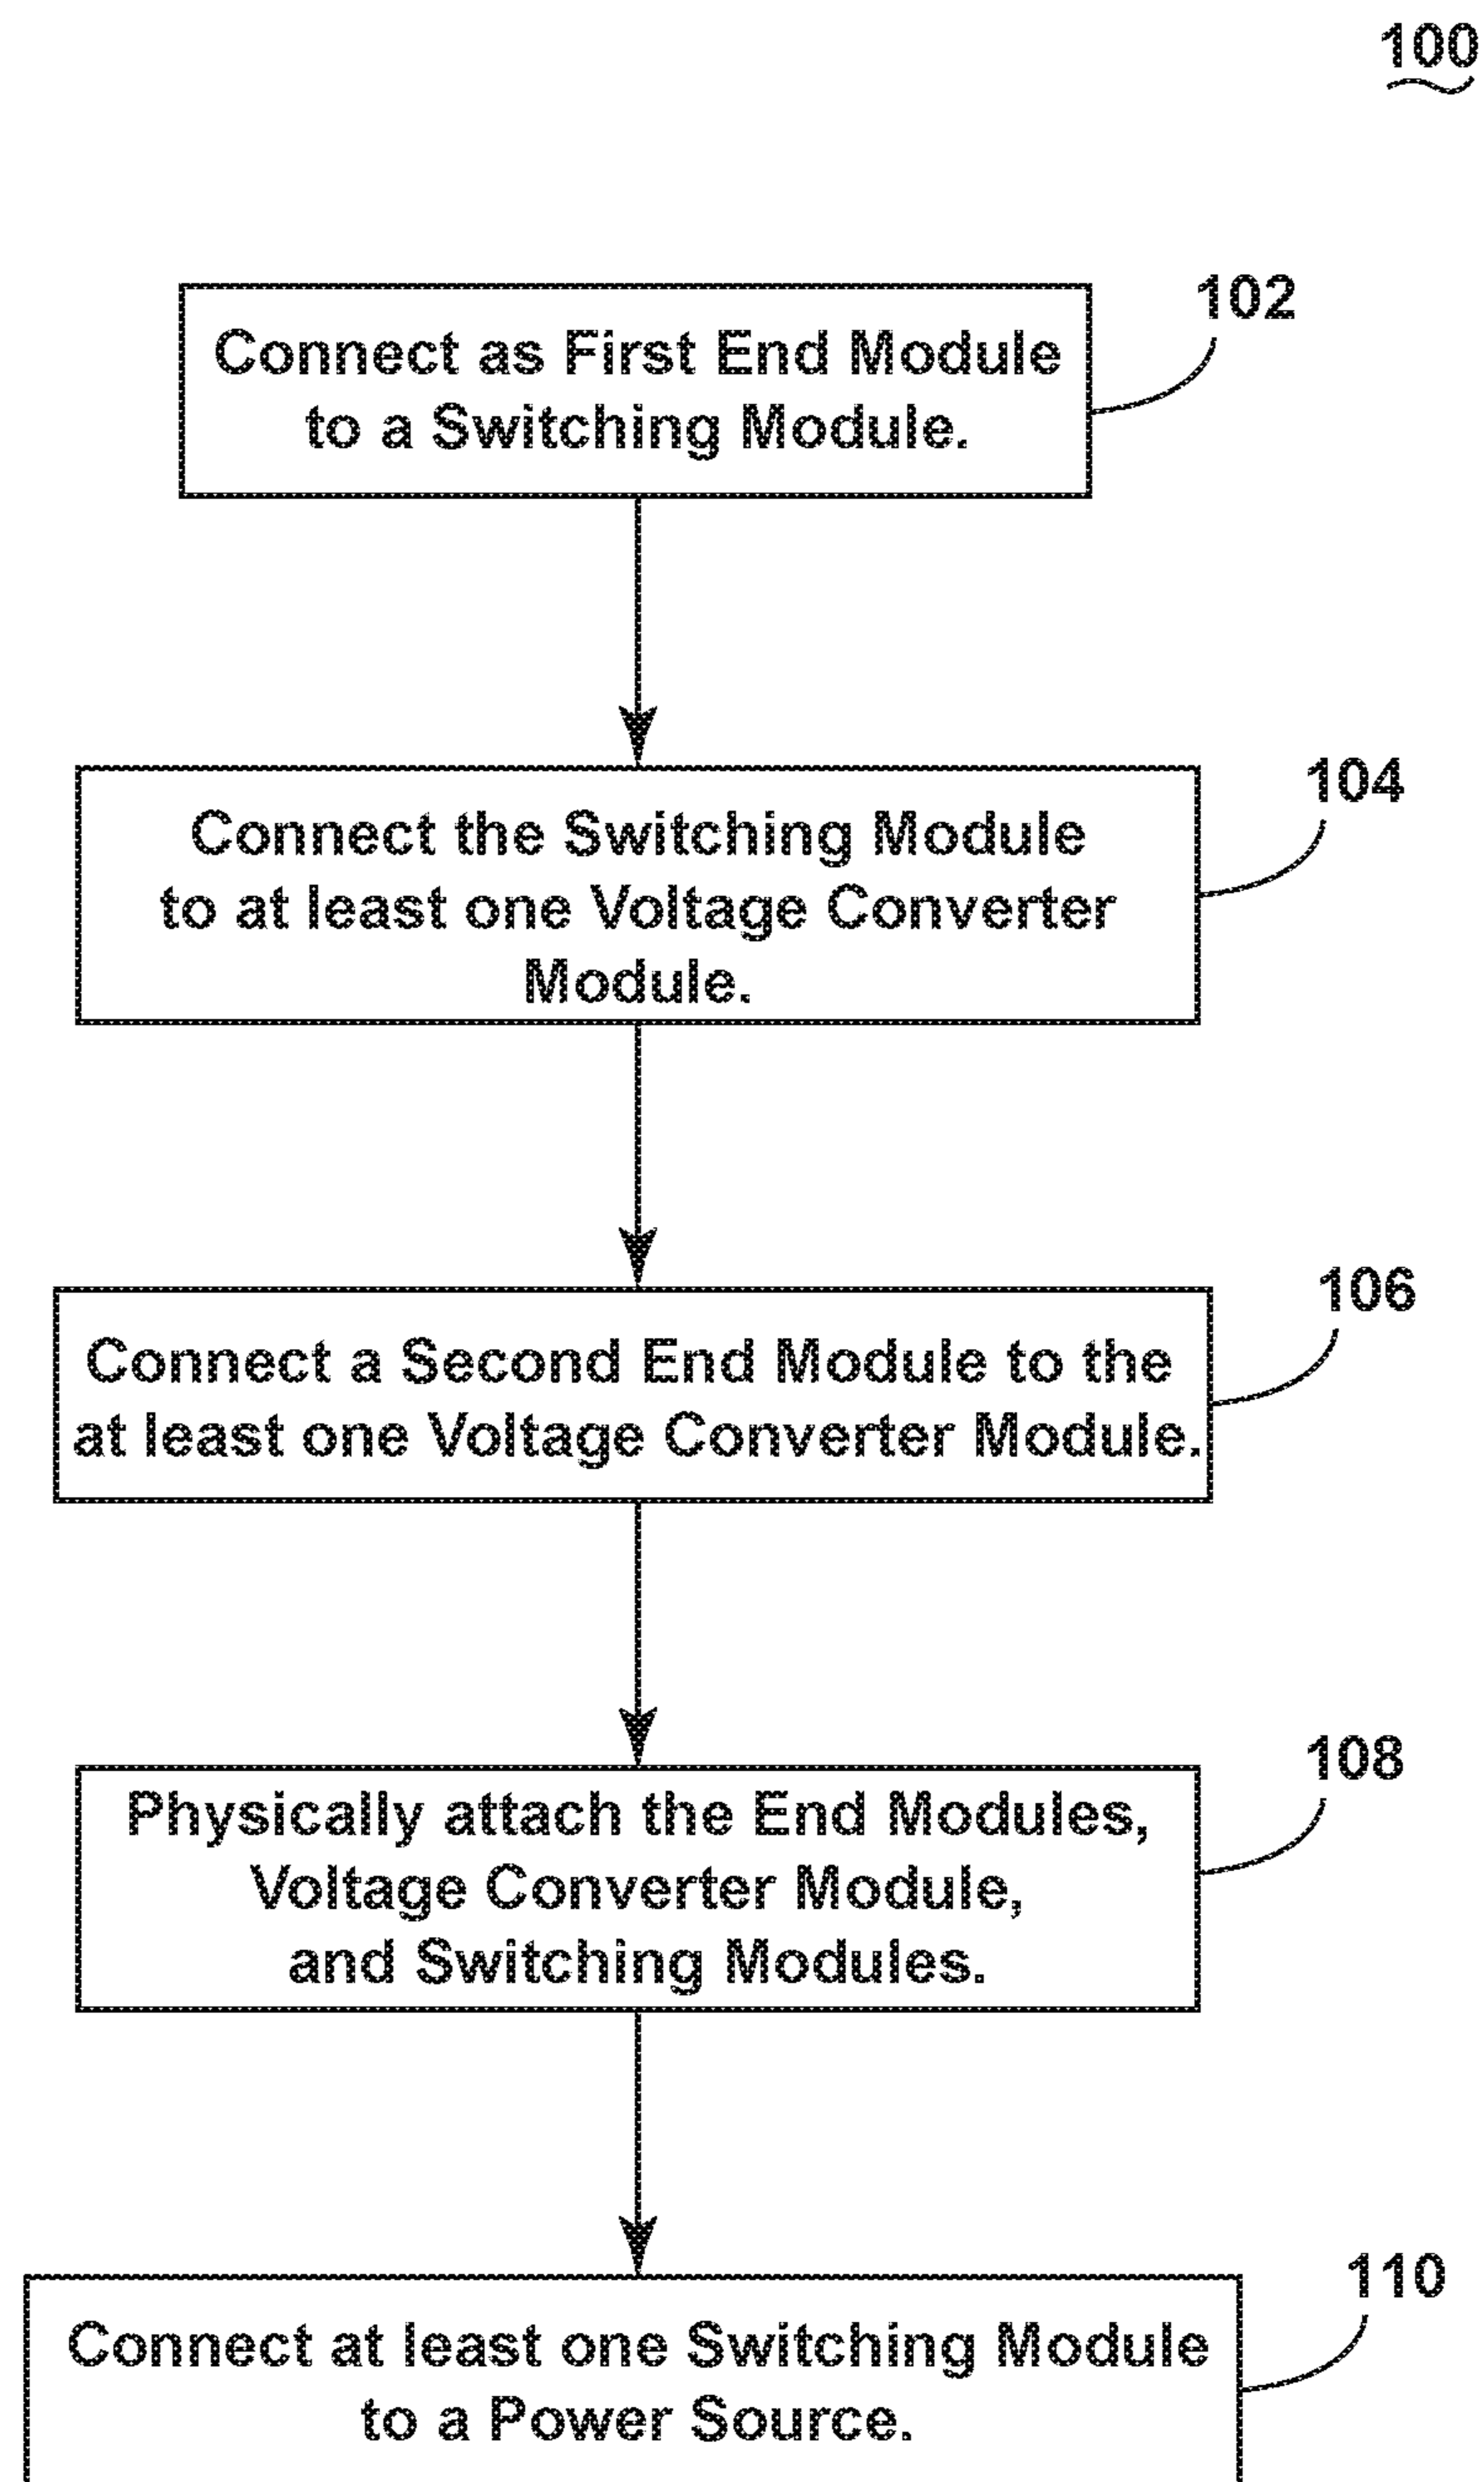 100
102
Connect as First End Module
to a Switching Module.
104
Connect the Switching Module
to at least one Voltage Converter
Module.
106
Connect a Second End Module to the
at least one Voltage Converter Module.
108
Physically attach the End Modules,
Voltage Converter Module,
and Switching Modules.
110
Connect at least one Switching Module
to a Power Source.